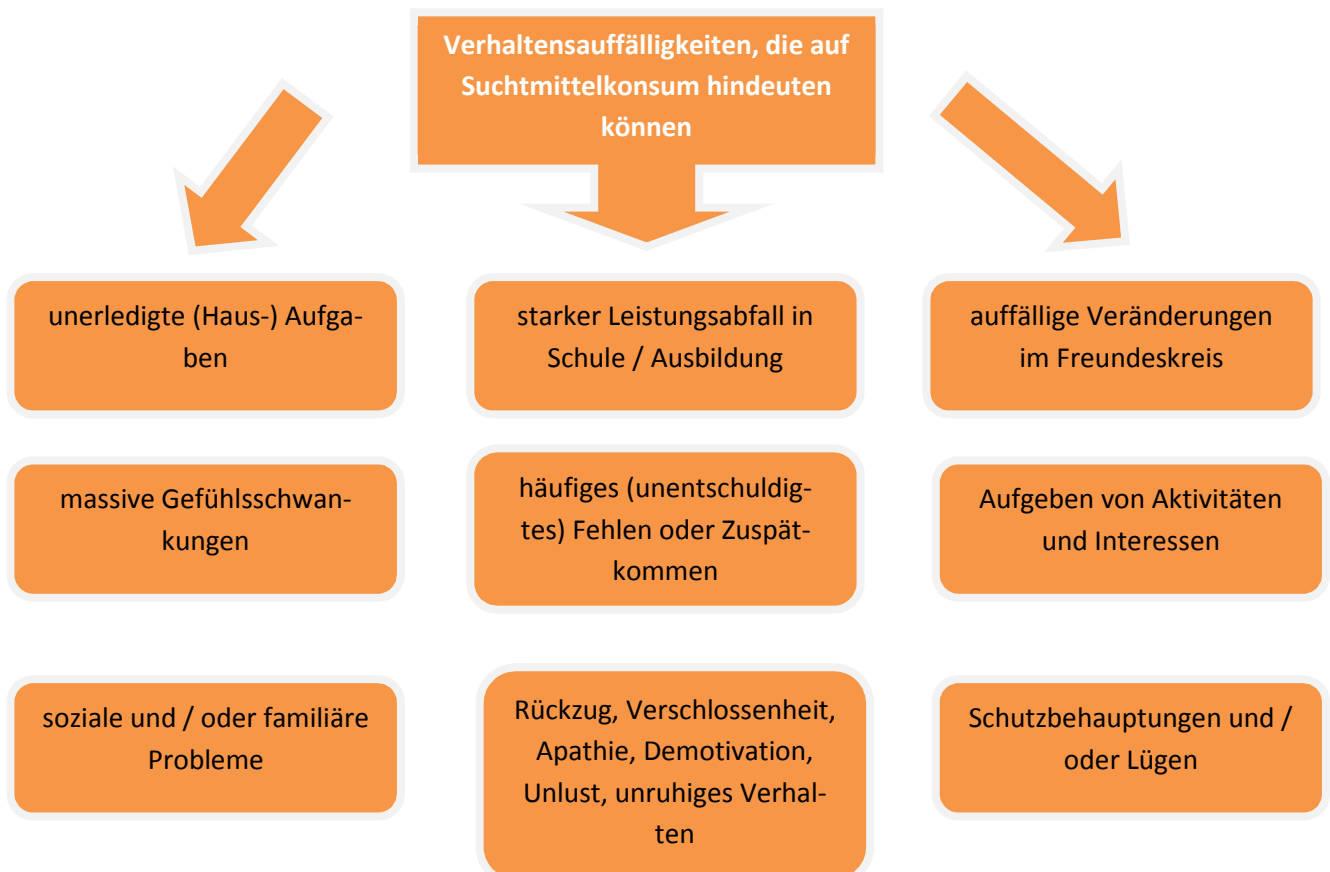 Verhaltensauffälligkeiten, die auf
Suchtmittelkonsum hindeuten
können
unerledigte (Haus-) Aufga-
ben
starker Leistungsabfall in
Schule / Ausbildung
auffällige Veränderungen
im Freundeskreis
massive Gefühlsschwan-
kungen
häufiges (unentschuldig-
tes) Fehlen oder Zuspät-
kommen
Aufgeben von Aktivitäten
und Interessen
soziale und / oder familiäre
Probleme
Rückzug, Verschlossenheit,
Apathie, Demotivation,
Unlust, unruhiges Verhal-
ten
Schutzbehauptungen und /
oder Lügen